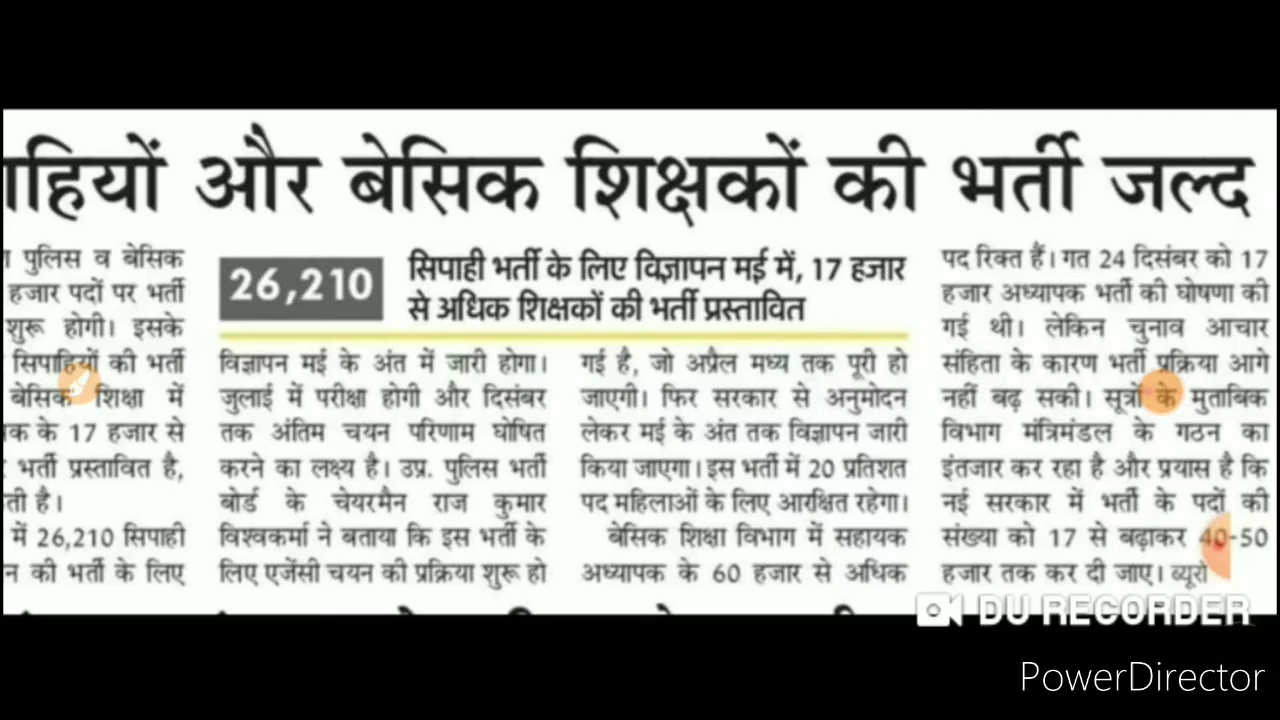 ाहियों और बेसिक शिक्षकों की भर्ती जल्द
पुलिस व बेसिक
हजार पदों पर भर्ती
शुरू होगी। इसके
सिपाहियों की भर्ती
बेसिक शिक्षा में
के 17 हजार से
भर्ती प्रस्तावित है,
ती है।
में 26,210 सिपाही
न की भर्ती के लिए
26,210
सिपाही भर्ती के लिए विज्ञापन मई में, 17 हजार
से अधिक शिक्षकों की भर्ती प्रस्तावित
विज्ञापन मई के अंत में जारी होगा।
जुलाई में परीक्षा होगी और दिसंबर
तक अंतिम चयन परिणाम घोषित
करने का लक्ष्य है। उप्र. पुलिस भर्ती
बोर्ड के चेयरमैन राज कुमार
विश्वकर्मा ने बताया कि इस भर्ती के
लिए एजेंसी चयन की प्रक्रिया शुरू हो
गई है, जो अप्रैल मध्य तक पूरी हो
जाएगी। फिर सरकार से अनुमोदन
लेकर मई के अंत तक विज्ञापन जारी
किया जाएगा। इस भर्ती में 20 प्रतिशत
पद महिलाओं के लिए आरक्षित रहेगा।
बेसिक शिक्षा विभाग में सहायक
अध्यापक के 60 हजार से अधिक
पद रिक्त हैं। गत 24 दिसंबर को 17
हजार अध्यापक भर्ती की घोषणा की
गई थी। लेकिन चुनाव आचार
संहिता के कारण भर्ती प्रक्रिया आगे
नहीं बढ़ सकी। सूत्रों के मुताबिक
विभाग मंत्रिमंडल के गठन का
इंतजार कर रहा है और प्रयास है कि
नई सरकार में भर्ती के पदों की
संख्या को 17 से बढ़ाकर 40-50
हजार तक कर दी जाए। ब्यूरो
DU RECORDER
PowerDirector